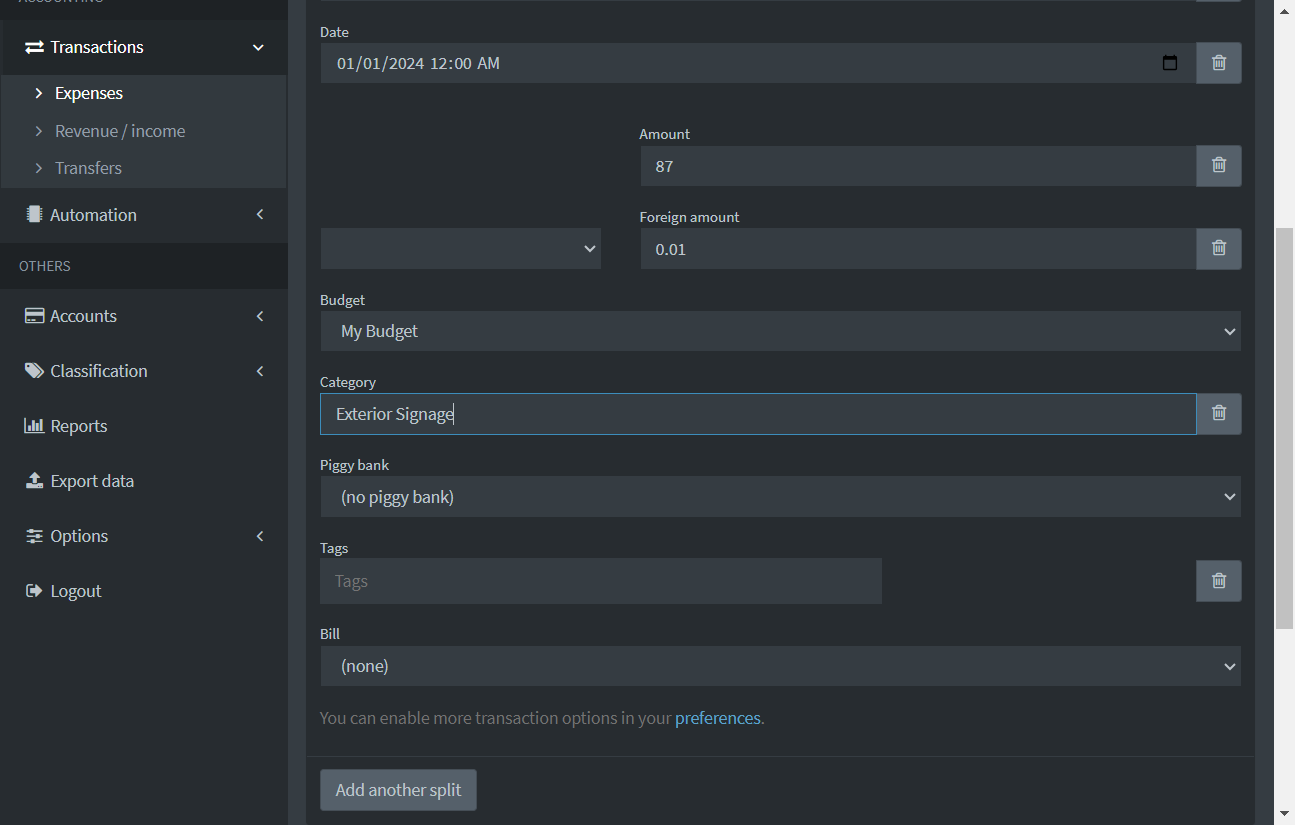 ACCOUNTING
Transactions
Expenses
Revenue / income
Transfers
Automation
OTHERS
Accounts
Classification
Reports
Export data
Options
Logout
Date
01/01/2024 12:00 AM
Amount
87
Foreign amount
0.01
Budget
My Budget
Category
Exterior Signage
Piggy bank
(no piggy bank)
Tags
Tags
Bill
(none)
You can enable more transaction options in your preferences.
Add another split